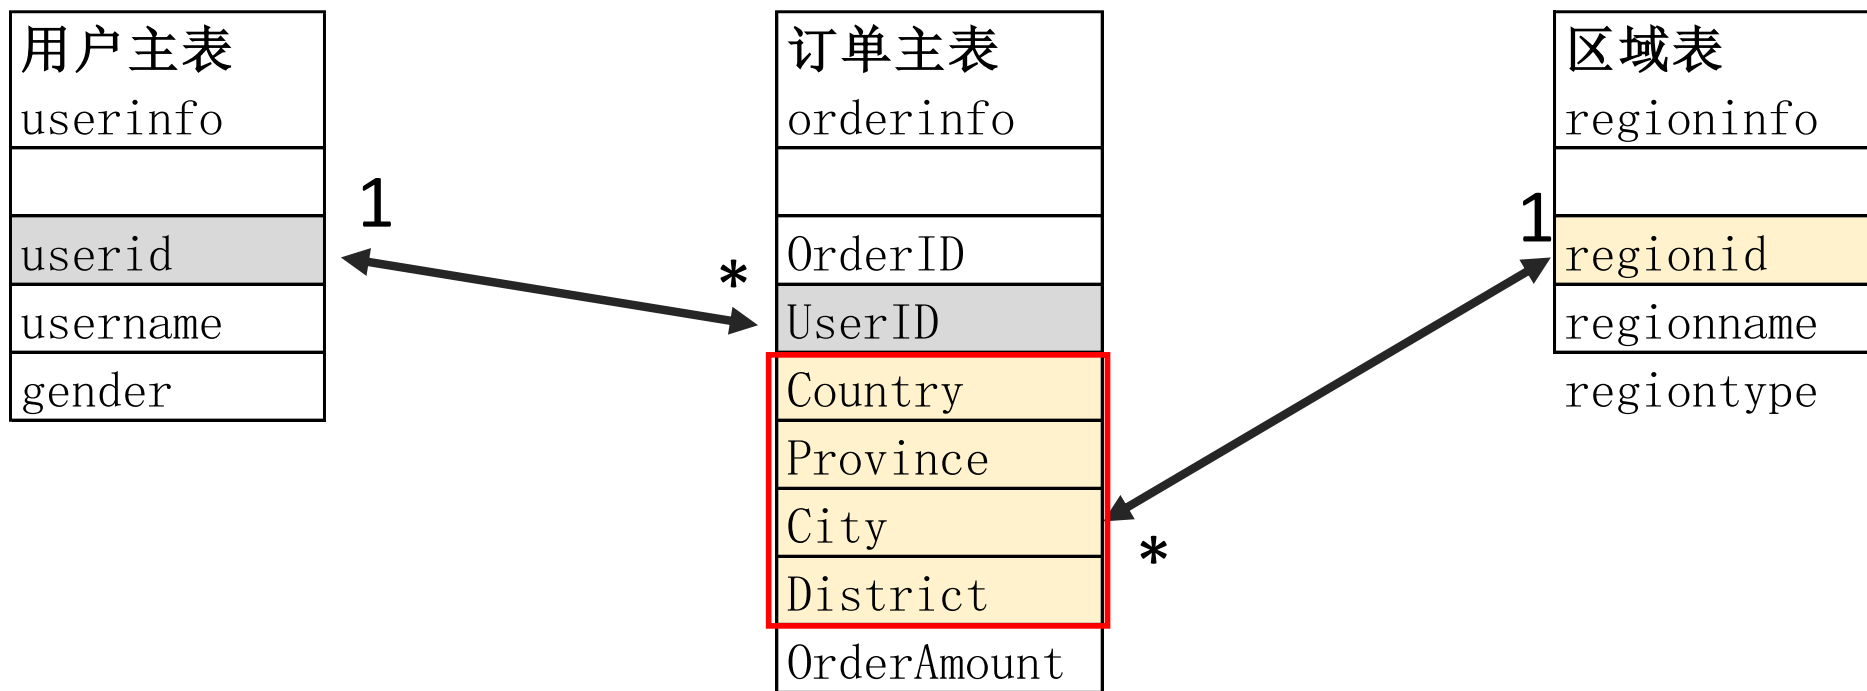 用户主表
userinfo
userid
username
gender
1
*
订单主表
orderinfo
OrderID
UserID
Country
Province
City
District
OrderAmount
1
*
区域表
regioninfo
regionid
regionname
regiontype